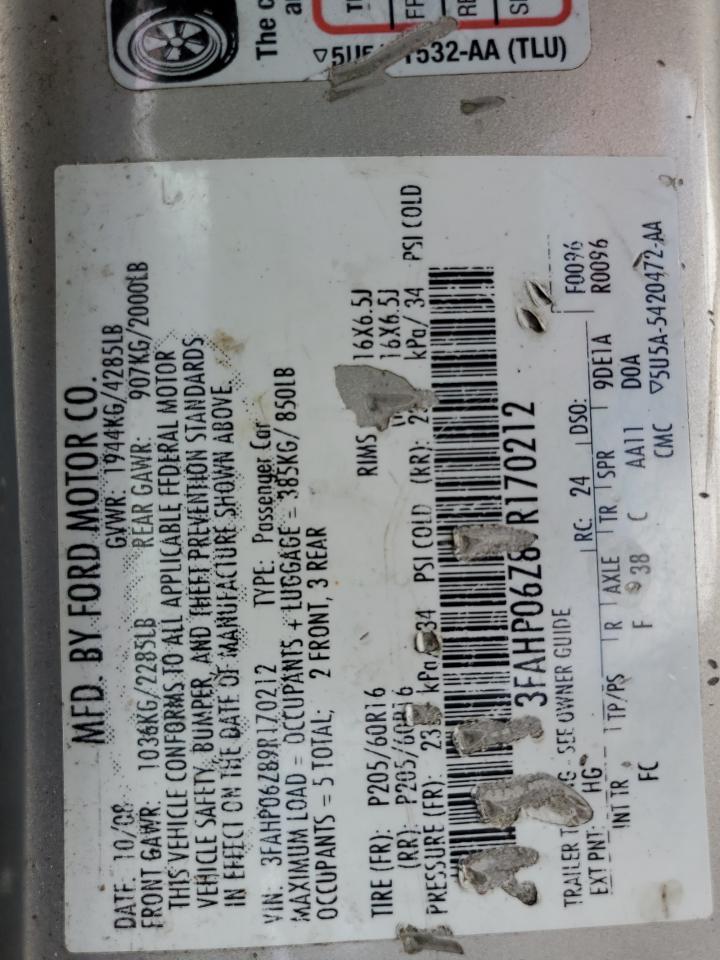 The c
5U5 1532-AA (TLU)
MFD. BY FORD MOTOR CO.
DATE: 10/08 GVWR: 1944KG/4285LB
FRONT GAWR: 1036KG/2285LB REAR GAWR: 907KG/2000LB
THIS VEHICLE CONFORMS TO ALL APPLICABLE FEDERAL MOTOR
VEHICLE SAFETY, BUMPER, AND THEFT PREVENTION STANDARDS
IN EFFECT ON THE DATE OF MANUFACTURE SHOWN ABOVE.
VIN: 3FAHP06Z89R170212 TYPE: Passenger Car
MAXIMUM LOAD = OCCUPANTS + LUGGAGE = 385KG/ 850LB
OCCUPANTS = 5 TOTAL; 2 FRONT, 3 REAR
TIRE (FR): P205/60R16 RIMS 16X6.5J
(RR): P205/60R16 16X6.5J
PRESSURE (FR): 23 kPa/34 PSI COLD (RR): 2 kPa/ 34 PSI COLD
3FAHP06Z8 R170212
TRAILER - SEE OWNER GUIDE
EXT PNT: HG RC: 24 DSO: F0096
R0096
INT TR TP/PS R AXLE TR SPR 9DE1A
FC F 38 C AA11 D0A
CMC ▽5U5A-5420472-AA